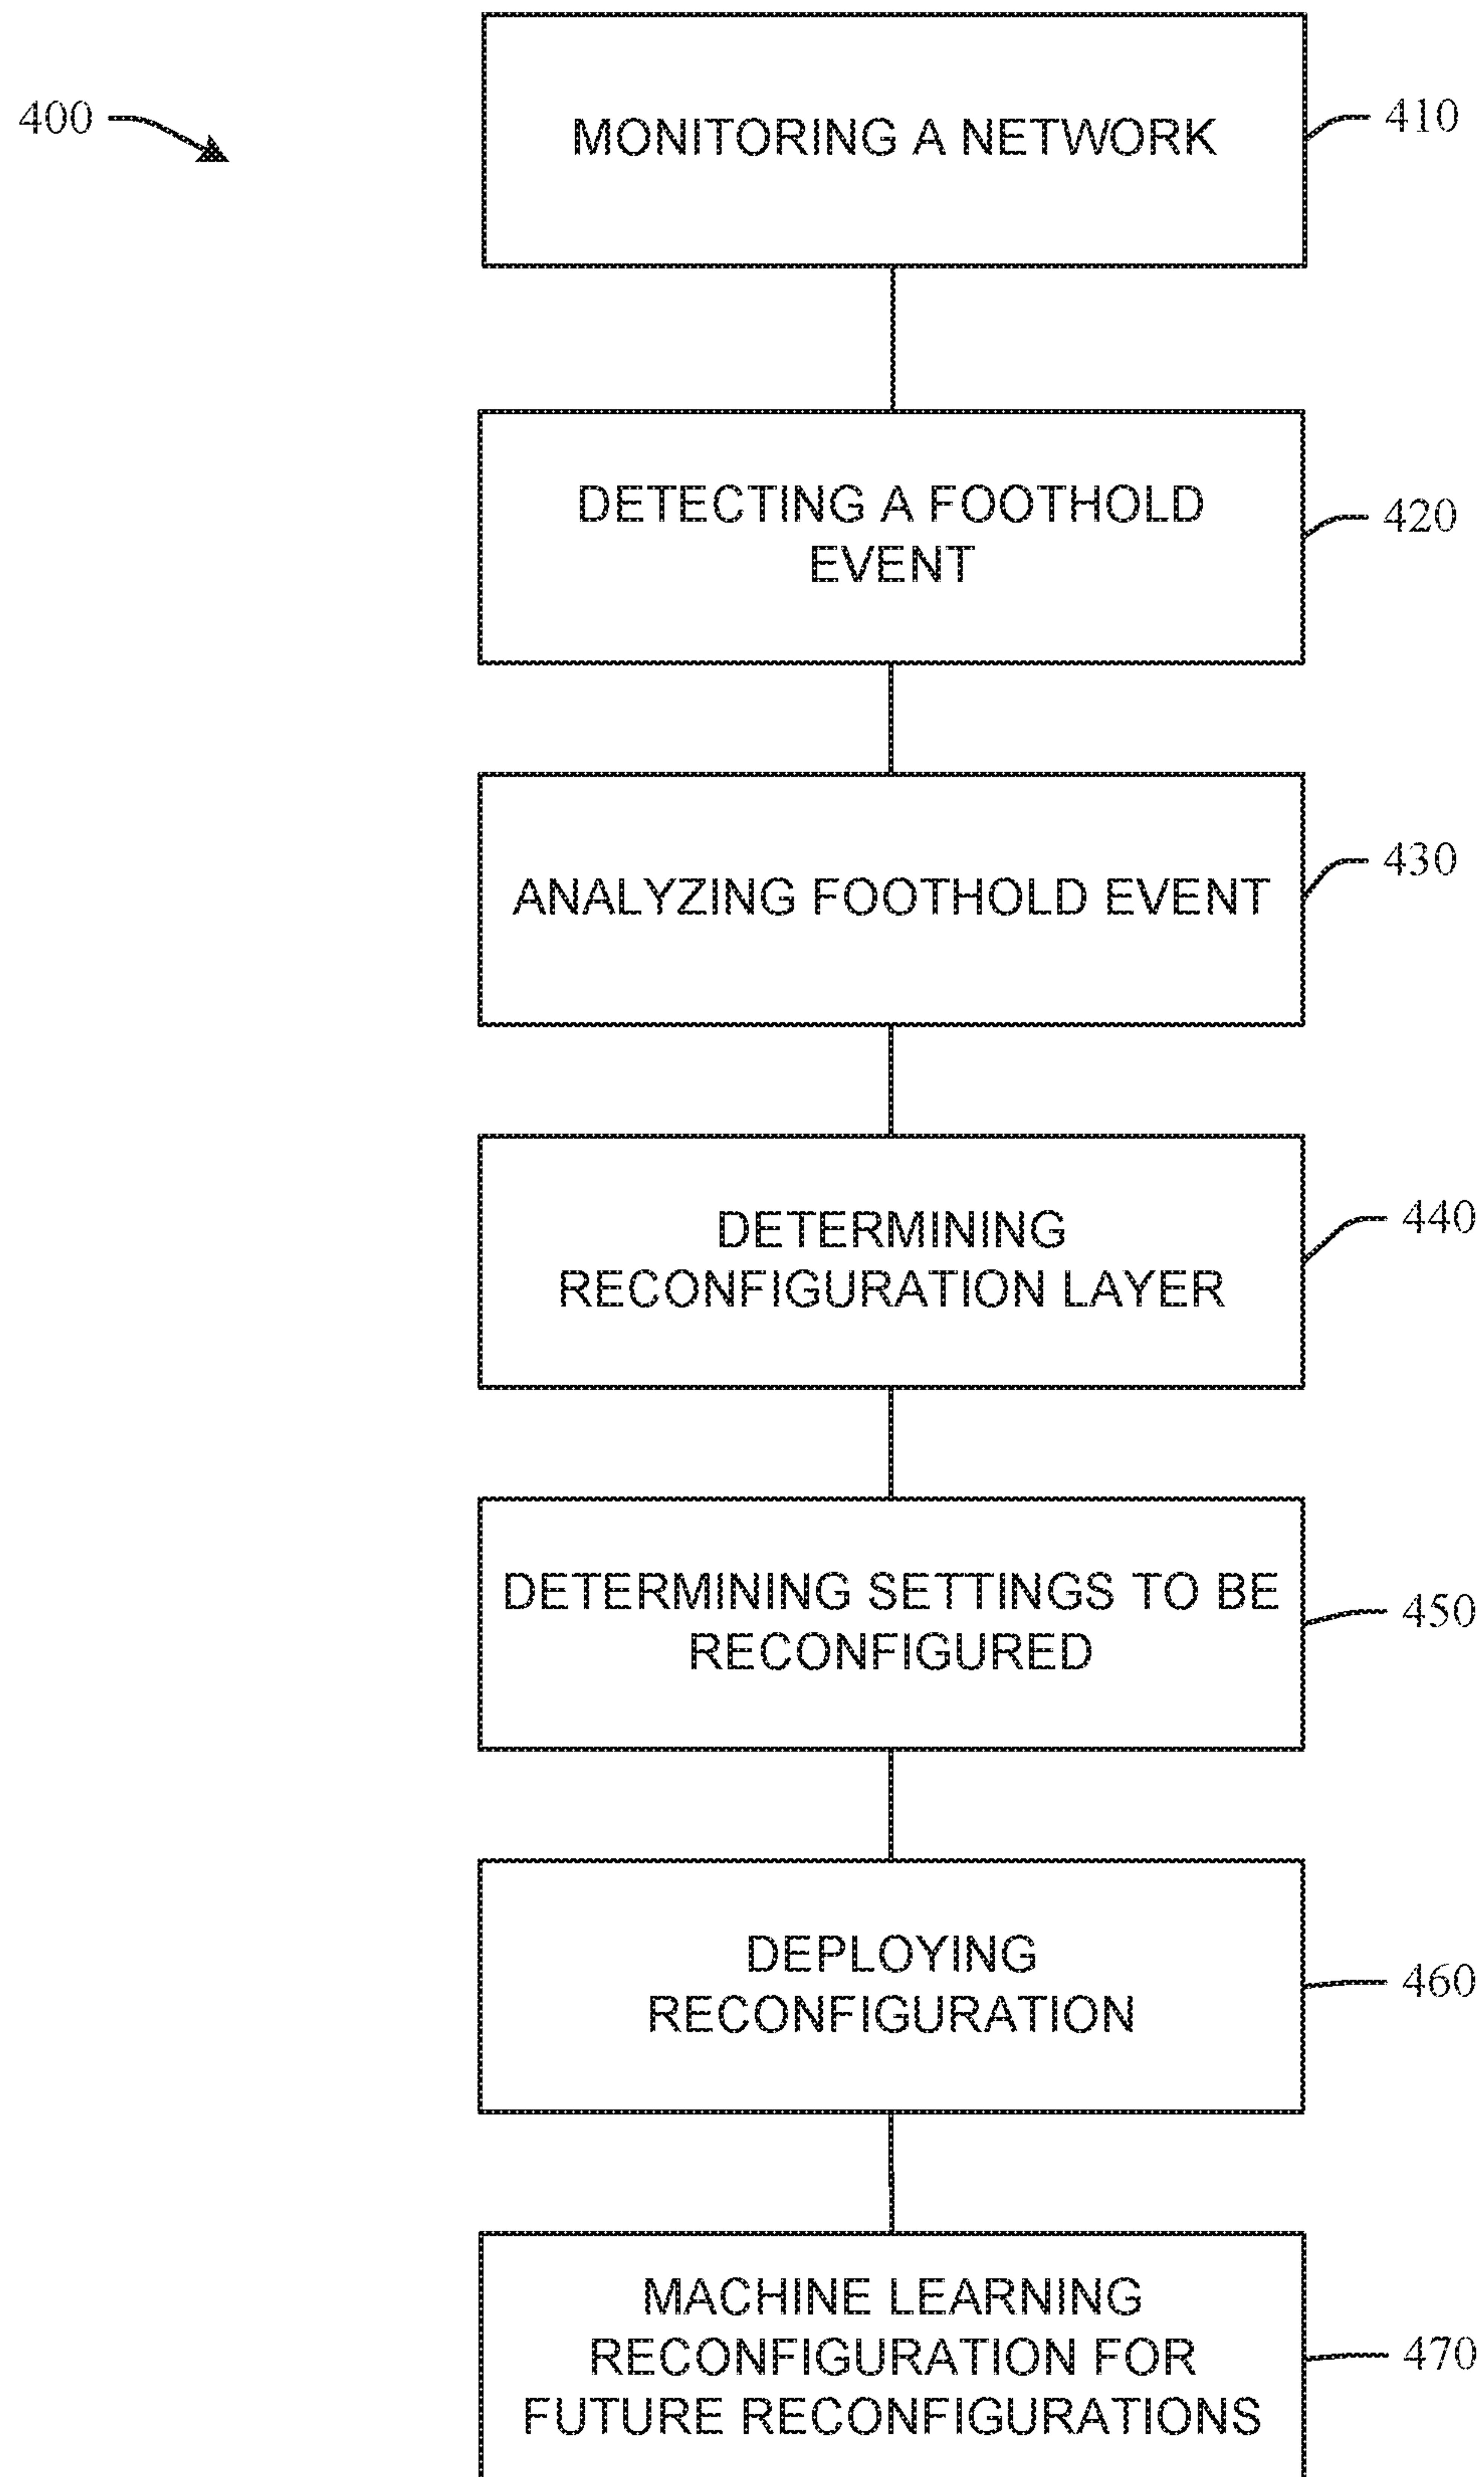 400
MONITORING A NETWORK
410
DETECTING A FOOTHOLD
EVENT
420
ANALYZING FOOTHOLD EVENT
430
DETERMINING
RECONFIGURATION LAYER
440
DETERMINING SETTINGS TO BE
RECONFIGURED
450
DEPLOYING
RECONFIGURATION
460
MACHINE LEARNING
RECONFIGURATION FOR
FUTURE RECONFIGURATIONS
470